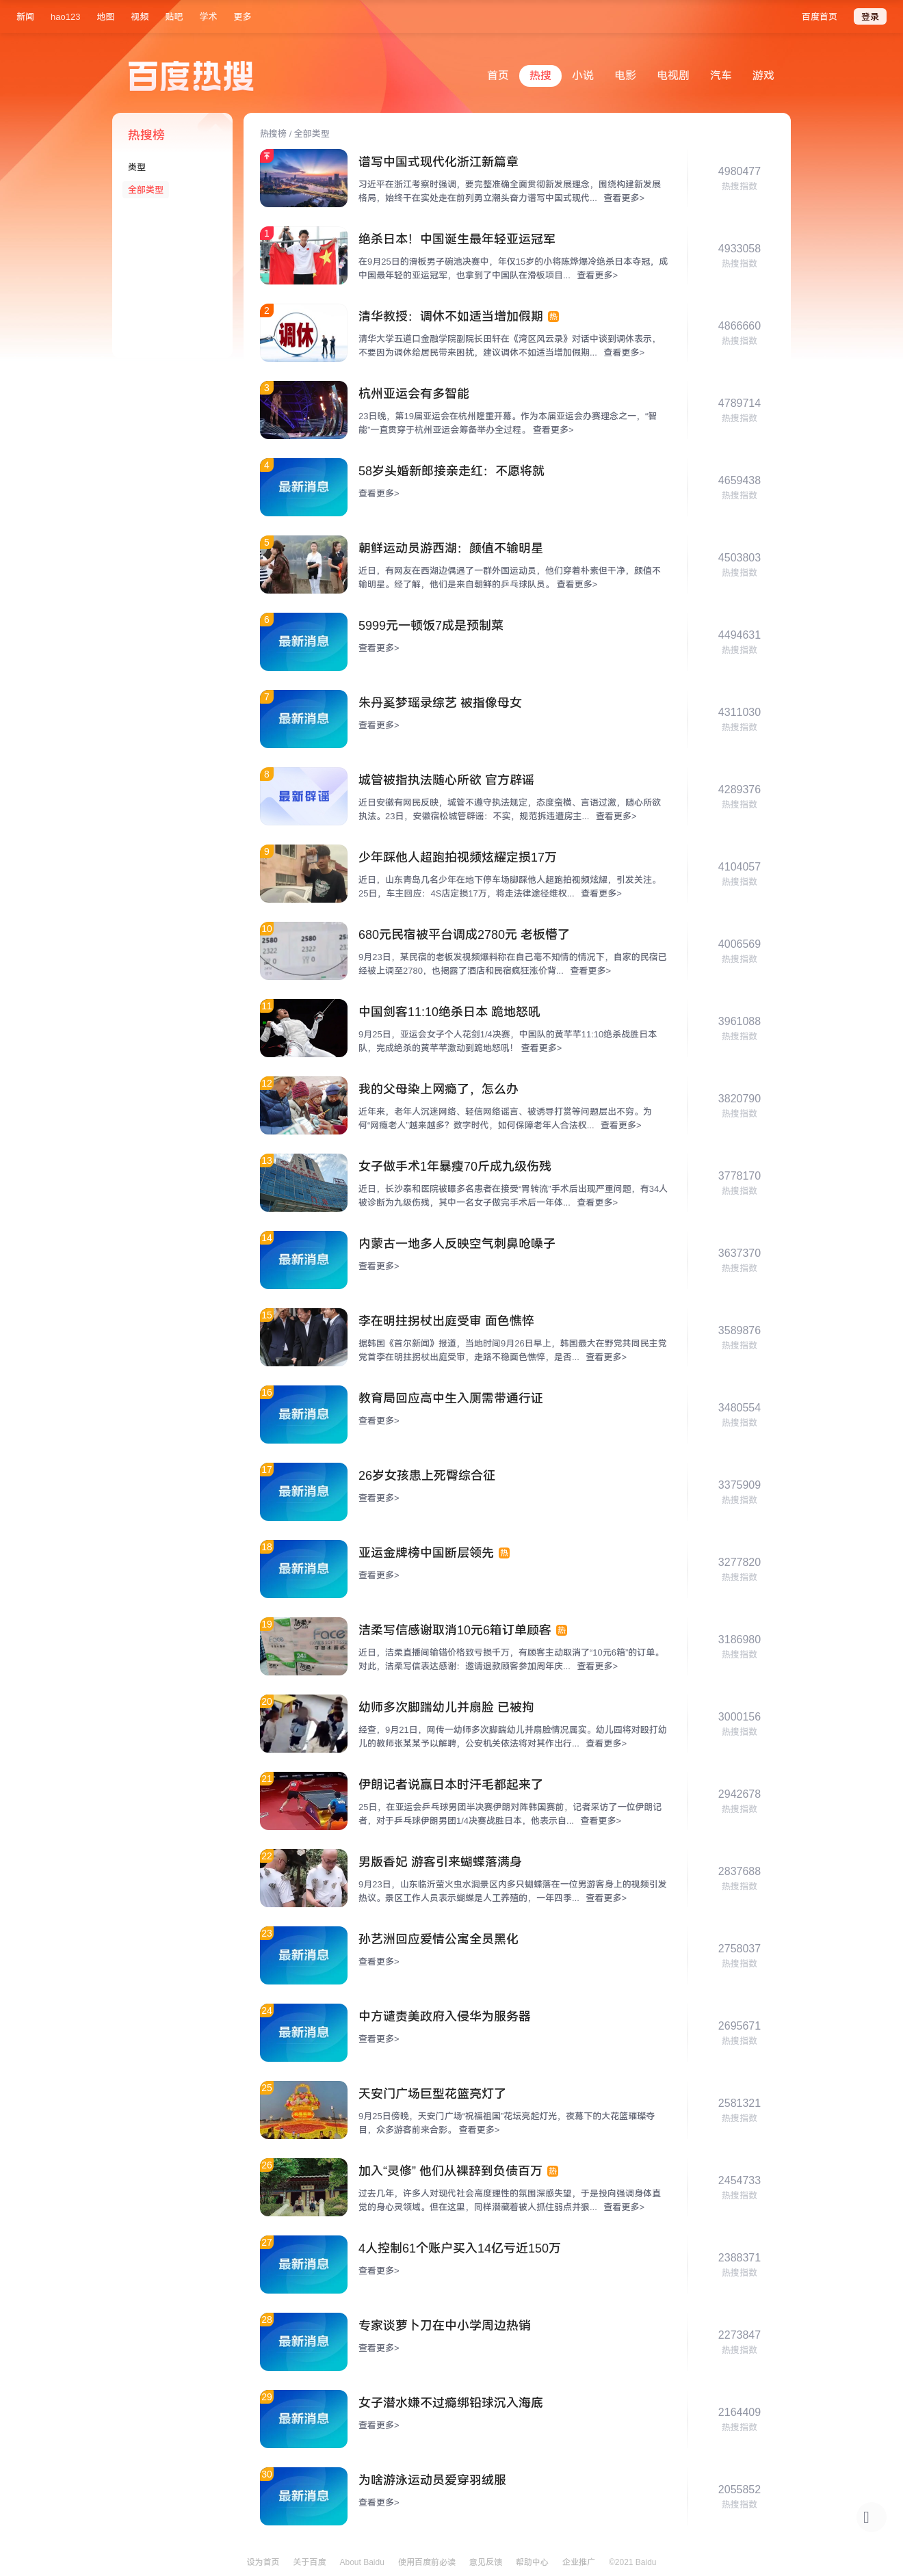 新闻 hao123 地图 视频 贴吧 学术 更多 百度首页 登录
百度热搜 首页 热搜 小说 电影 电视剧 汽车 游戏
热搜榜
类型
全部类型
热搜榜 / 全部类型
谱写中国式现代化浙江新篇章
习近平在浙江考察时强调，要完整准确全面贯彻新发展理念，围绕构建新发展
格局，始终干在实处走在前列勇立潮头奋力谱写中国式现代... 查看更多>
4980477
热搜指数
1
绝杀日本！中国诞生最年轻亚运冠军
在9月25日的滑板男子碗池决赛中，年仅15岁的小将陈烨爆冷绝杀日本夺冠，成
中国最年轻的亚运冠军，也拿到了中国队在滑板项目... 查看更多>
4933058
热搜指数
2
调休
清华教授：调休不如适当增加假期 热
清华大学五道口金融学院副院长田轩在《湾区风云录》对话中谈到调休表示，
不要因为调休给居民带来困扰，建议调休不如适当增加假期... 查看更多>
4866660
热搜指数
3
杭州亚运会有多智能
23日晚，第19届亚运会在杭州隆重开幕。作为本届亚运会办赛理念之一，“智
能”一直贯穿于杭州亚运会筹备举办全过程。 查看更多>
4789714
热搜指数
4
最新消息
58岁头婚新郎接亲走红：不愿将就
查看更多>
4659438
热搜指数
5
朝鲜运动员游西湖：颜值不输明星
近日，有网友在西湖边偶遇了一群外国运动员，他们穿着朴素但干净，颜值不
输明星。经了解，他们是来自朝鲜的乒乓球队员。 查看更多>
4503803
热搜指数
6
最新消息
5999元一顿饭7成是预制菜
查看更多>
4494631
热搜指数
7
最新消息
朱丹奚梦瑶录综艺 被指像母女
查看更多>
4311030
热搜指数
8
最新辟谣
城管被指执法随心所欲 官方辟谣
近日安徽有网民反映，城管不遵守执法规定，态度蛮横、言语过激，随心所欲
执法。23日，安徽宿松城管辟谣：不实，规范拆违遭房主... 查看更多>
4289376
热搜指数
9
少年踩他人超跑拍视频炫耀定损17万
近日，山东青岛几名少年在地下停车场脚踩他人超跑拍视频炫耀，引发关注。
25日，车主回应：4S店定损17万，将走法律途径维权... 查看更多>
4104057
热搜指数
10
2580 2580 2322
2322
680元民宿被平台调成2780元 老板懵了
9月23日，某民宿的老板发视频爆料称在自己毫不知情的情况下，自家的民宿已
经被上调至2780，也揭露了酒店和民宿疯狂涨价背... 查看更多>
4006569
热搜指数
11
中国剑客11:10绝杀日本 跪地怒吼
9月25日，亚运会女子个人花剑1/4决赛，中国队的黄芊芊11:10绝杀战胜日本
队，完成绝杀的黄芊芊激动到跪地怒吼！ 查看更多>
3961088
热搜指数
12
我的父母染上网瘾了，怎么办
近年来，老年人沉迷网络、轻信网络谣言、被诱导打赏等问题层出不穷。为
何“网瘾老人”越来越多？数字时代，如何保障老年人合法权... 查看更多>
3820790
热搜指数
13
女子做手术1年暴瘦70斤成九级伤残
近日，长沙泰和医院被曝多名患者在接受“胃转流”手术后出现严重问题，有34人
被诊断为九级伤残，其中一名女子做完手术后一年体... 查看更多>
3778170
热搜指数
14
最新消息
内蒙古一地多人反映空气刺鼻呛嗓子
查看更多>
3637370
热搜指数
15
李在明拄拐杖出庭受审 面色憔悴
据韩国《首尔新闻》报道，当地时间9月26日早上，韩国最大在野党共同民主党
党首李在明拄拐杖出庭受审，走路不稳面色憔悴，是否... 查看更多>
3589876
热搜指数
16
最新消息
教育局回应高中生入厕需带通行证
查看更多>
3480554
热搜指数
17
最新消息
26岁女孩患上死臀综合征
查看更多>
3375909
热搜指数
18
最新消息
亚运金牌榜中国断层领先 热
查看更多>
3277820
热搜指数
19
洁柔
Face
洁柔写信感谢取消10元6箱订单顾客 热
近日，洁柔直播间输错价格致亏损千万，有顾客主动取消了“10元6箱”的订单。
对此，洁柔写信表达感谢：邀请退款顾客参加周年庆... 查看更多>
3186980
热搜指数
20
幼师多次脚踹幼儿并扇脸 已被拘
经查，9月21日，网传一幼师多次脚踹幼儿并扇脸情况属实。幼儿园将对殴打幼
儿的教师张某某予以解聘，公安机关依法将对其作出行... 查看更多>
3000156
热搜指数
21
伊朗记者说赢日本时汗毛都起来了
25日，在亚运会乒乓球男团半决赛伊朗对阵韩国赛前，记者采访了一位伊朗记
者，对于乒乓球伊朗男团1/4决赛战胜日本，他表示自... 查看更多>
2942678
热搜指数
22
男版香妃 游客引来蝴蝶落满身
9月23日，山东临沂萤火虫水洞景区内多只蝴蝶落在一位男游客身上的视频引发
热议。景区工作人员表示蝴蝶是人工养殖的，一年四季... 查看更多>
2837688
热搜指数
23
最新消息
孙艺洲回应爱情公寓全员黑化
查看更多>
2758037
热搜指数
24
最新消息
中方谴责美政府入侵华为服务器
查看更多>
2695671
热搜指数
25
天安门广场巨型花篮亮灯了
9月25日傍晚，天安门广场“祝福祖国”花坛亮起灯光，夜幕下的大花篮璀璨夺
目，众多游客前来合影。 查看更多>
2581321
热搜指数
26
加入“灵修” 他们从裸辞到负债百万 热
过去几年，许多人对现代社会高度理性的氛围深感失望，于是投向强调身体直
觉的身心灵领域。但在这里，同样潜藏着被人抓住弱点并狠... 查看更多>
2454733
热搜指数
27
最新消息
4人控制61个账户买入14亿亏近150万
查看更多>
2388371
热搜指数
28
最新消息
专家谈萝卜刀在中小学周边热销
查看更多>
2273847
热搜指数
29
最新消息
女子潜水嫌不过瘾绑铅球沉入海底
查看更多>
2164409
热搜指数
30
最新消息
为啥游泳运动员爱穿羽绒服
查看更多>
2055852
热搜指数
设为首页 关于百度 About Baidu 使用百度前必读 意见反馈 帮助中心 企业推广 ©2021 Baidu